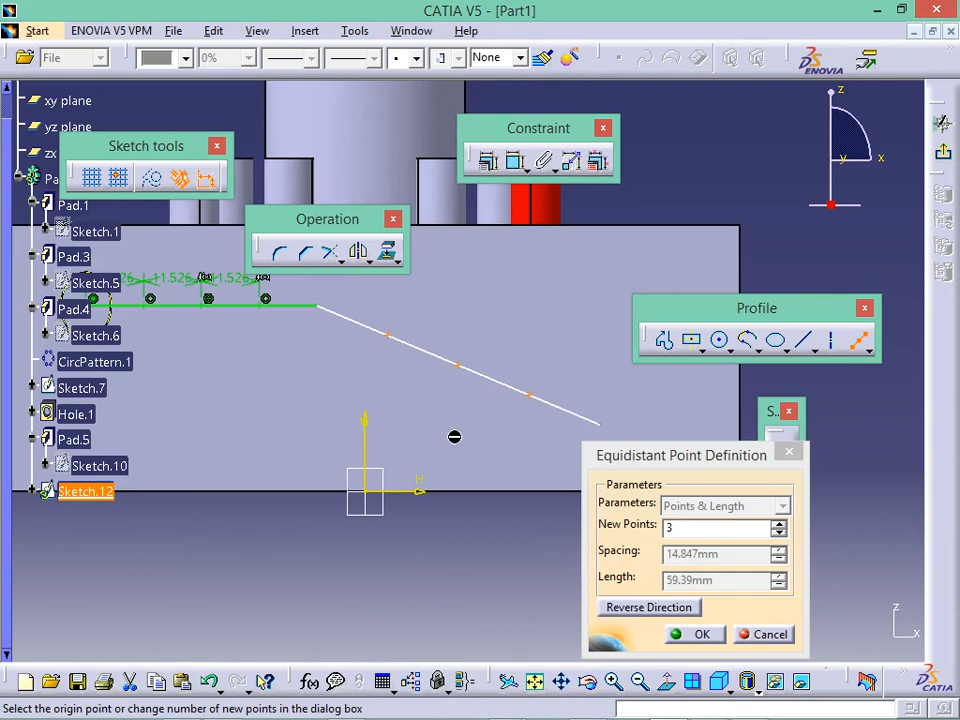 CATIA V5 - [Part1]
Start ENOVIA V5 VPM File Edit View Insert Tools Window Help
File 0% None
ENOVIA
xy plane
yz plane
zx
Pa
Pad.1
Sketch.1
Pad.3
Sketch.5
Pad.4
Sketch.6
CircPattern.1
Sketch.7
Hole.1
Pad.5
Sketch.10
Sketch.12
Sketch tools
Operation
Constraint
Profile
S..
11.526
H
z
y
x
z
x
Equidistant Point Definition
Parameters
Parameters: Points & Length
New Points: 3
Spacing: 14.847mm
Length: 59.39mm
Reverse Direction
OK Cancel
f(x)
CATIA
Select the origin point or change number of new points in the dialog box